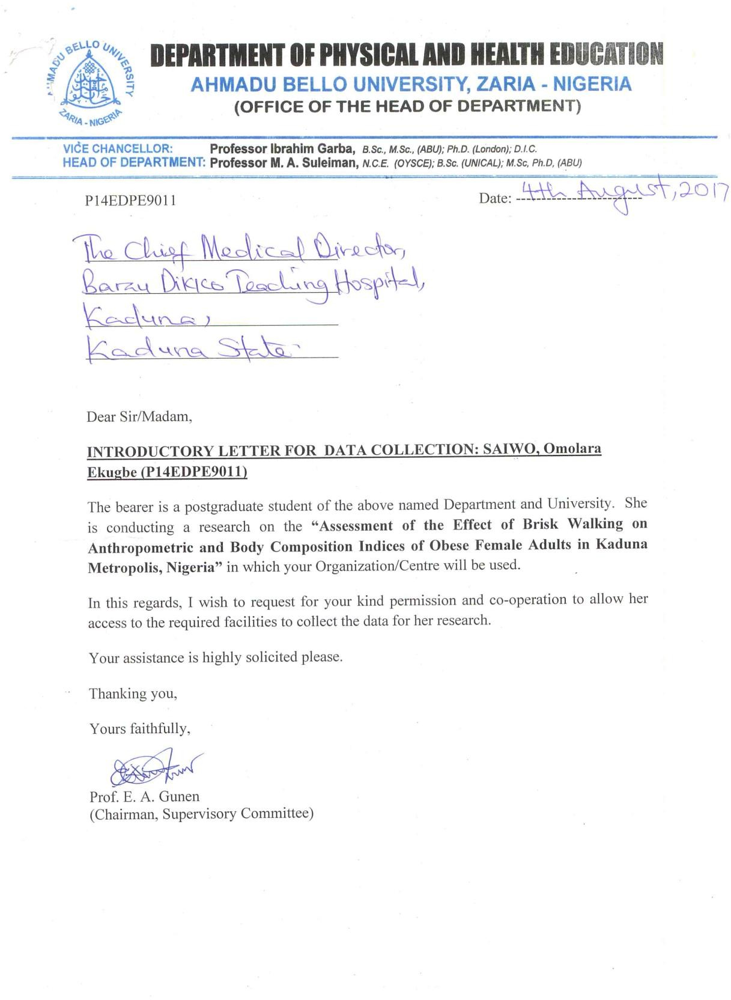 AHMADU BELLO UNIVERSITY
ZARIA - NIGERIA
DEPARTMENT OF PHYSICAL AND HEALTH EDUCATION
AHMADU BELLO UNIVERSITY, ZARIA - NIGERIA
(OFFICE OF THE HEAD OF DEPARTMENT)
VICE CHANCELLOR: Professor Ibrahim Garba, B.Sc., M.Sc., (ABU); Ph.D. (London); D.I.C.
HEAD OF DEPARTMENT: Professor M. A. Suleiman, N.C.E. (OYSCE); B.Sc. (UNICAL); M.Sc, Ph.D, (ABU)
P14EDPE9011 Date: 4th August, 2017
The Chief Medical Director,
Barau Dikko Teaching Hospital,
Kaduna,
Kaduna State.
Dear Sir/Madam,
INTRODUCTORY LETTER FOR DATA COLLECTION: SAIWO, Omolara
Ekugbe (P14EDPE9011)
The bearer is a postgraduate student of the above named Department and University. She
is conducting a research on the “Assessment of the Effect of Brisk Walking on
Anthropometric and Body Composition Indices of Obese Female Adults in Kaduna
Metropolis, Nigeria” in which your Organization/Centre will be used.
In this regards, I wish to request for your kind permission and co-operation to allow her
access to the required facilities to collect the data for her research.
Your assistance is highly solicited please.
Thanking you,
Yours faithfully,
Prof. E. A. Gunen
(Chairman, Supervisory Committee)